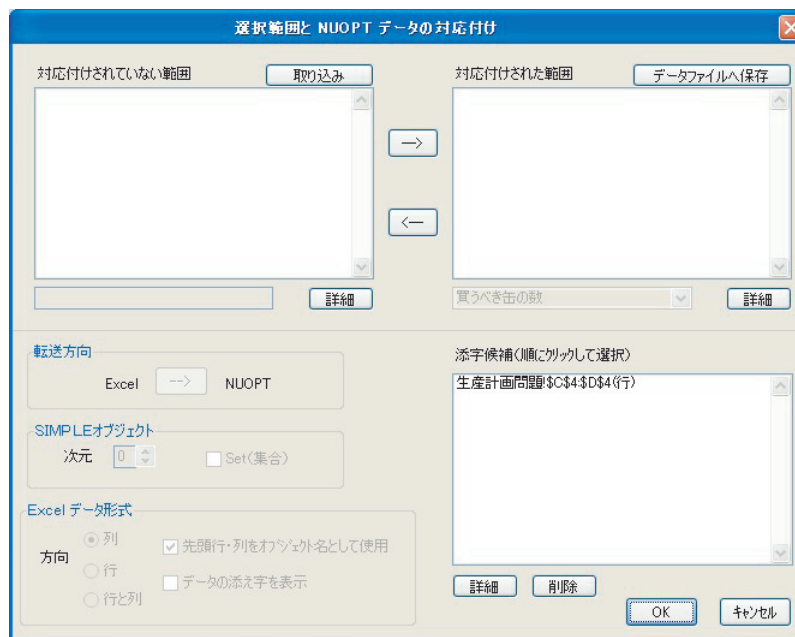 選択範囲と NUOPT データの対応付け
対応付けされていない範囲
取り込み
対応付けされた範囲
データファイルへ保存
-->
<--
詳細
買うべき缶の数
詳細
転送方向
Excel --> NUOPT
SIMPLEオブジェクト
次元 0 Set(集合)
Excel データ形式
方向
列
行
行と列
先頭行・列をオブジェクト名として使用
データの添え字を表示
添字候補(順にクリックして選択)
生産計画問題!$C$4:$D$4(行)
詳細
削除
OK
キャンセル